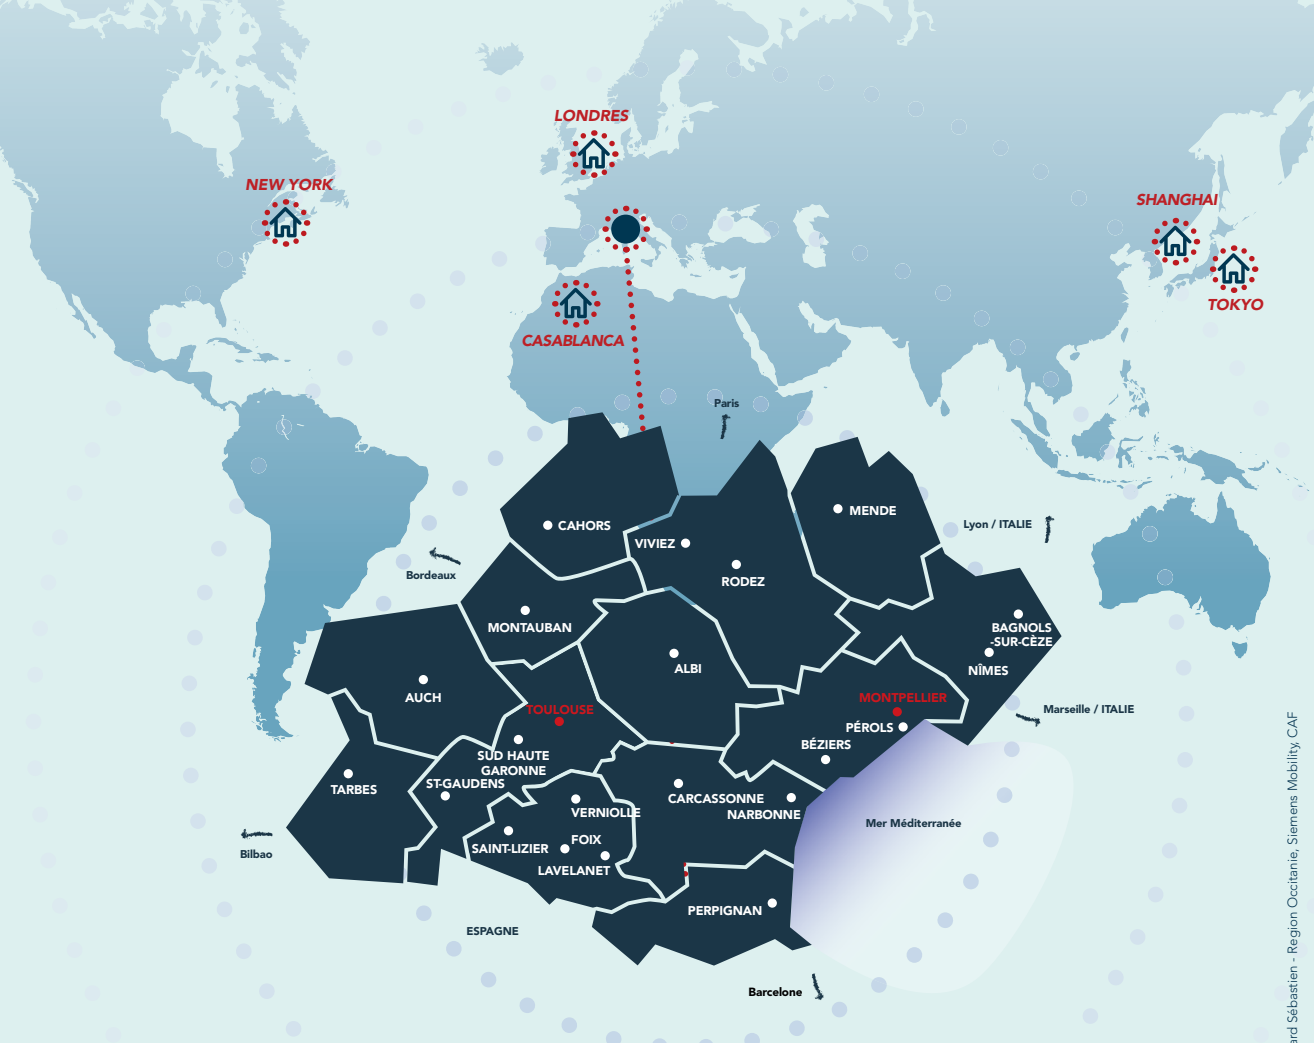 LONDRES
NEW YORK
SHANGHAI
TOKYO
CASABLANCA
Paris
CAHORS
MENDE
Lyon / ITALIE
VIVIEZ
RODEZ
Bordeaux
MONTAUBAN
BAGNOLS
-SUR-CÈZE
NÎMES
ALBI
AUCH
MONTPELLIER
TOULOUSE
Marseille / ITALIE
PÉROLS
BÉZIERS
SUD HAUTE
GARONNE
ST-GAUDENS
TARBES
CARCASSONNE
NARBONNE
VERNIOLLE
Mer Méditerranée
FOIX
SAINT-LIZIER
LAVELANET
Bilbao
PERPIGNAN
ESPAGNE
Barcelone
ard Sébastien - Region Occitanie, Siemens Mobility, CAF